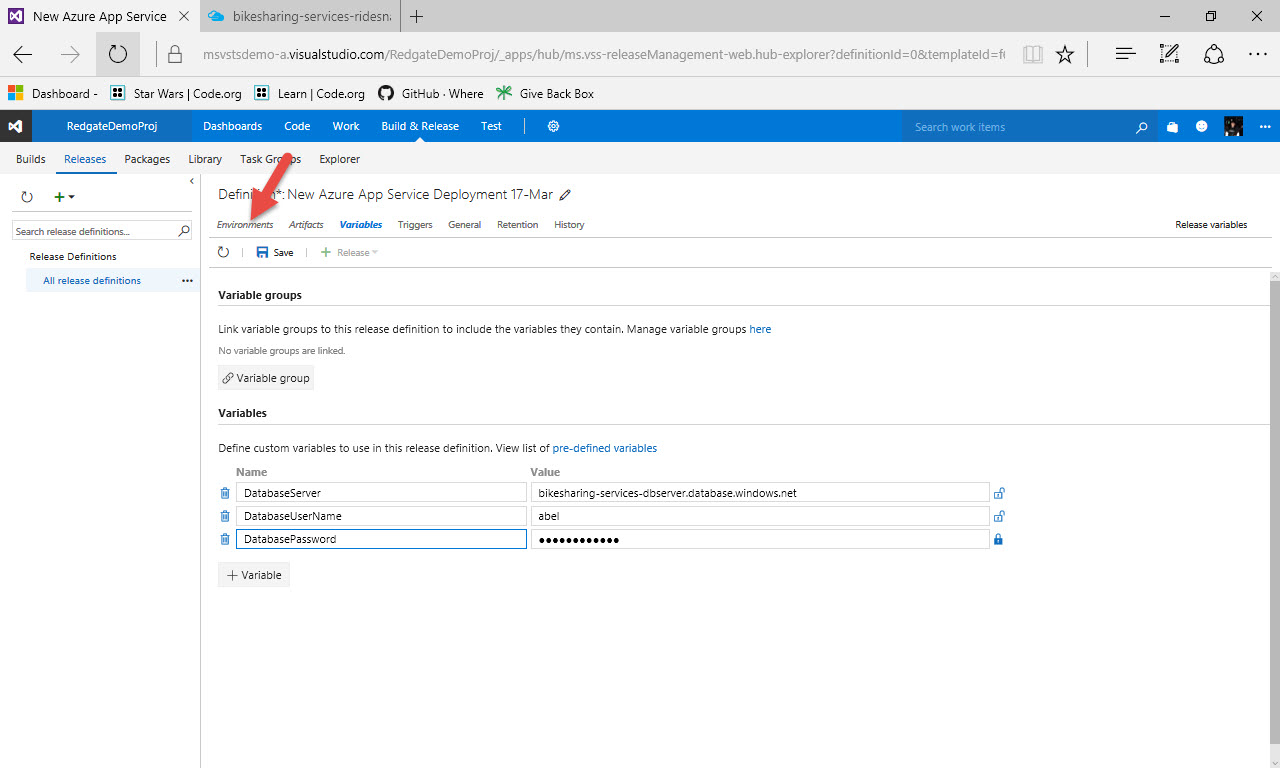 New Azure App Service
bikesharing-services-ridesn
msvstsdemo-a.visualstudio.com/RedgateDemoProj/_apps/hub/ms.vss-releaseManagement-web.hub-explorer?definitionId=0&templateId=f
Dashboard -
Star Wars | Code.org
Learn | Code.org
GitHub · Where
Give Back Box
RedgateDemoProj
Dashboards
Code
Work
Build & Release
Test
Search work items
Builds
Releases
Packages
Library
Task Groups
Explorer
Search release definitions...
Release Definitions
All release definitions
Definition*: New Azure App Service Deployment 17-Mar
Environments
Artifacts
Variables
Triggers
General
Retention
History
Release variables
Save
Release
Variable groups
Link variable groups to this release definition to include the variables they contain. Manage variable groups here
No variable groups are linked.
Variable group
Variables
Define custom variables to use in this release definition. View list of pre-defined variables
Name
Value
DatabaseServer
bikesharing-services-dbserver.database.windows.net
DatabaseUserName
abel
DatabasePassword
●●●●●●●●●●●●
Variable